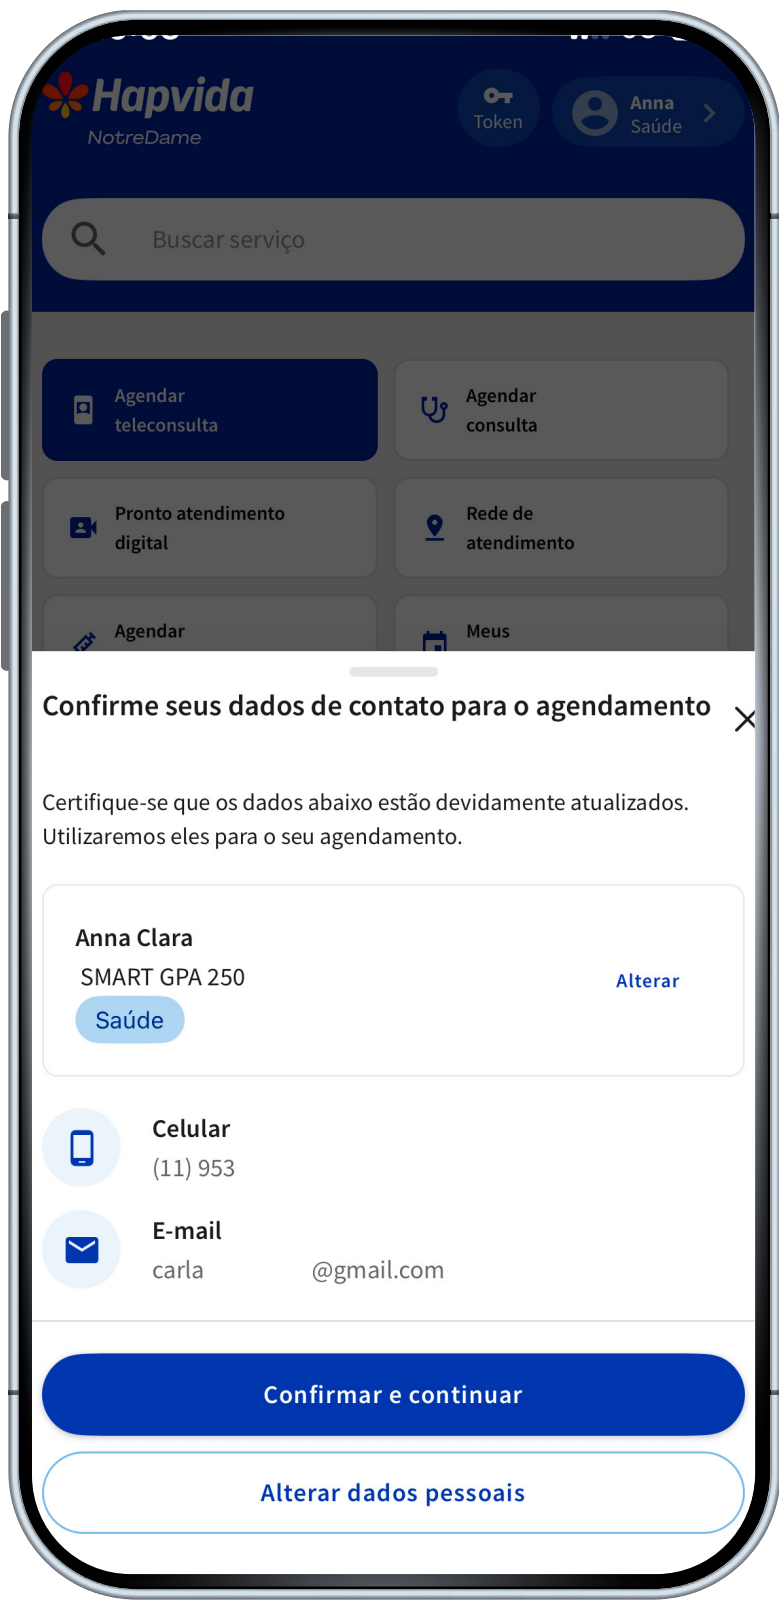 Hapvida
NotreDame
Token
Anna
Saúde
Buscar serviço
Agendar
teleconsulta
Agendar
consulta
Pronto atendimento
digital
Rede de
atendimento
Agendar
Meus
Confirme seus dados de contato para o agendamento
Certifique-se que os dados abaixo estão devidamente atualizados.
Utilizaremos eles para o seu agendamento.
Anna Clara
SMART GPA 250
Alterar
Saúde
Celular
(11) 953
E-mail
carla @gmail.com
Confirmar e continuar
Alterar dados pessoais